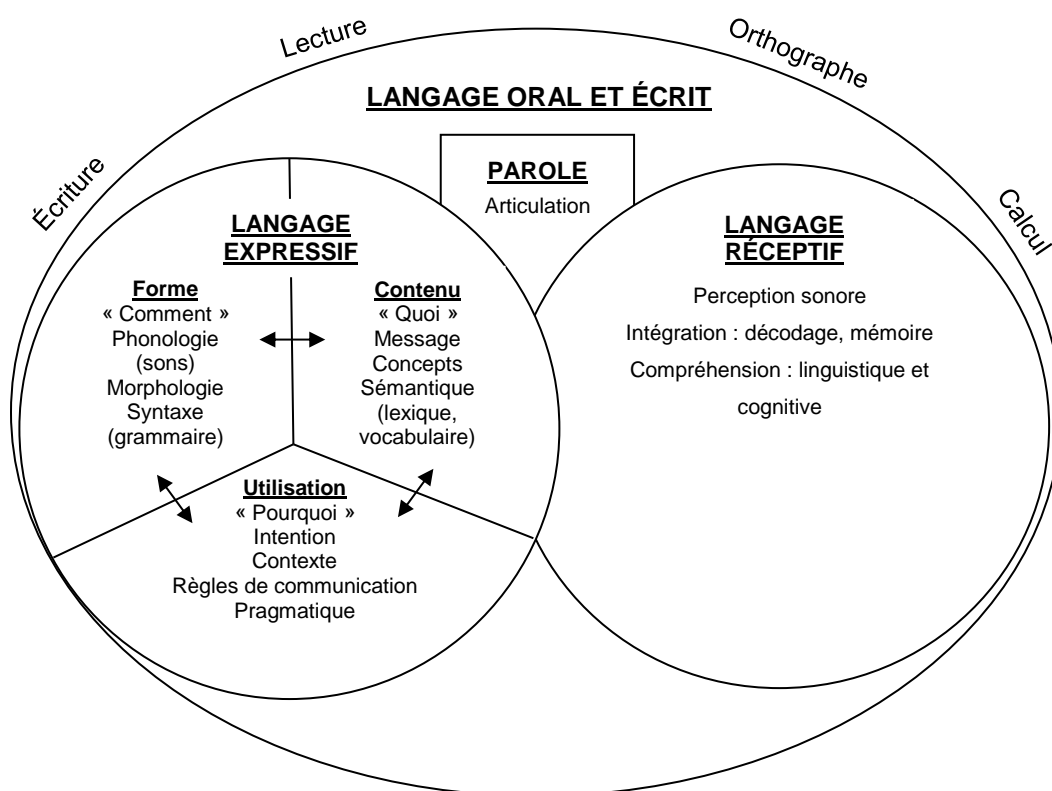 Lecture
Orthographe
Écriture
Calcul
LANGAGE ORAL ET ÉCRIT
PAROLE
Articulation
LANGAGE
EXPRESSIF
Forme
« Comment »
Phonologie
(sons)
Morphologie
Syntaxe
(grammaire)
Contenu
« Quoi »
Message
Concepts
Sémantique
(lexique,
vocabulaire)
Utilisation
« Pourquoi »
Intention
Contexte
Règles de communication
Pragmatique
LANGAGE
RÉCEPTIF
Perception sonore
Intégration : décodage, mémoire
Compréhension : linguistique et
cognitive